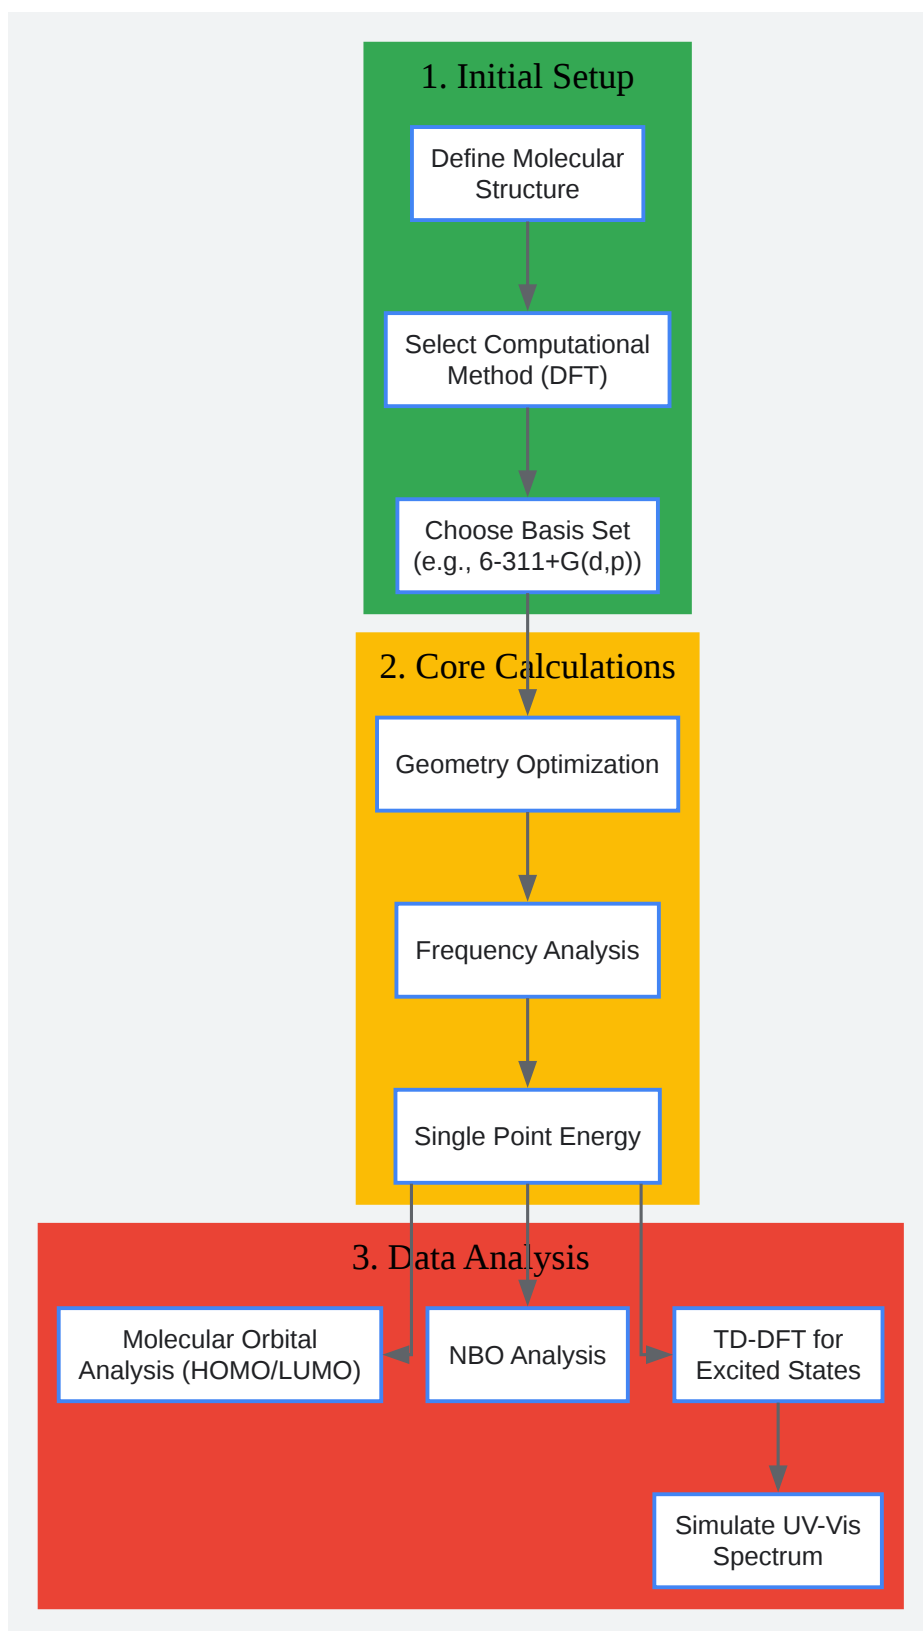 1. Initial Setup
Define Molecular
Structure
Select Computational
Method (DFT)
Choose Basis Set
(e.g., 6-311+G(d,p))
2. Core Calculations
Geometry Optimization
Frequency Analysis
Single Point Energy
3. Data Analysis
Molecular Orbital
Analysis (HOMO/LUMO)
NBO Analysis
TD-DFT for
Excited States
Simulate UV-Vis
Spectrum